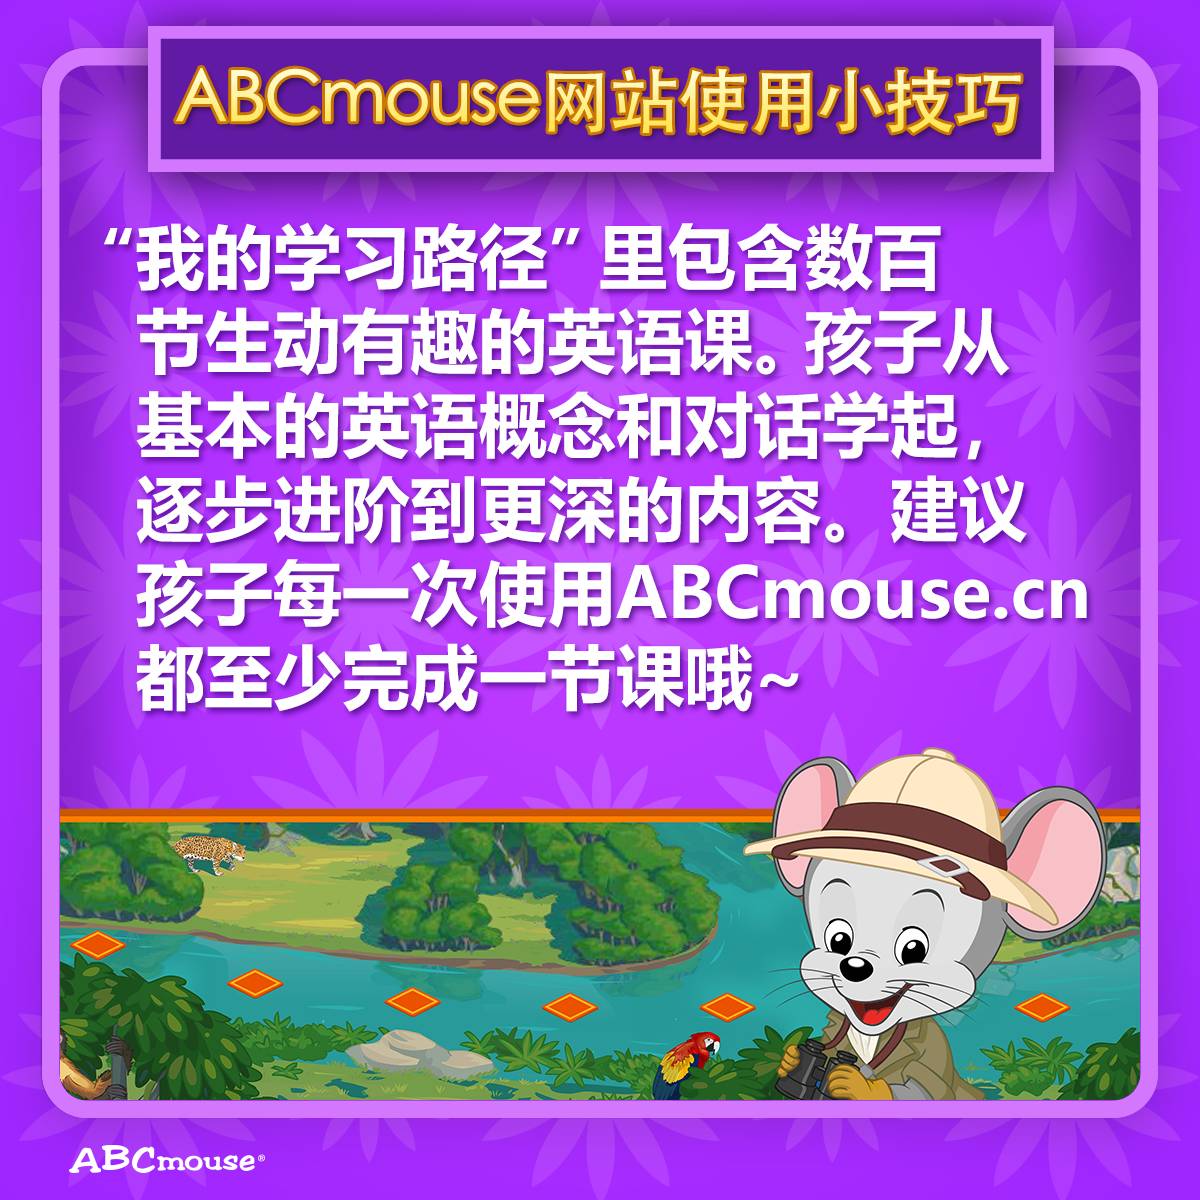 ABCmouse网站使用小技巧
“我的学习路径”里包含数百
节生动有趣的英语课。孩子从
基本的英语概念和对话学起，
逐步进阶到更深的内容。建议
孩子每一次使用ABCmouse.cn
都至少完成一节课哦~
ABCmouse®